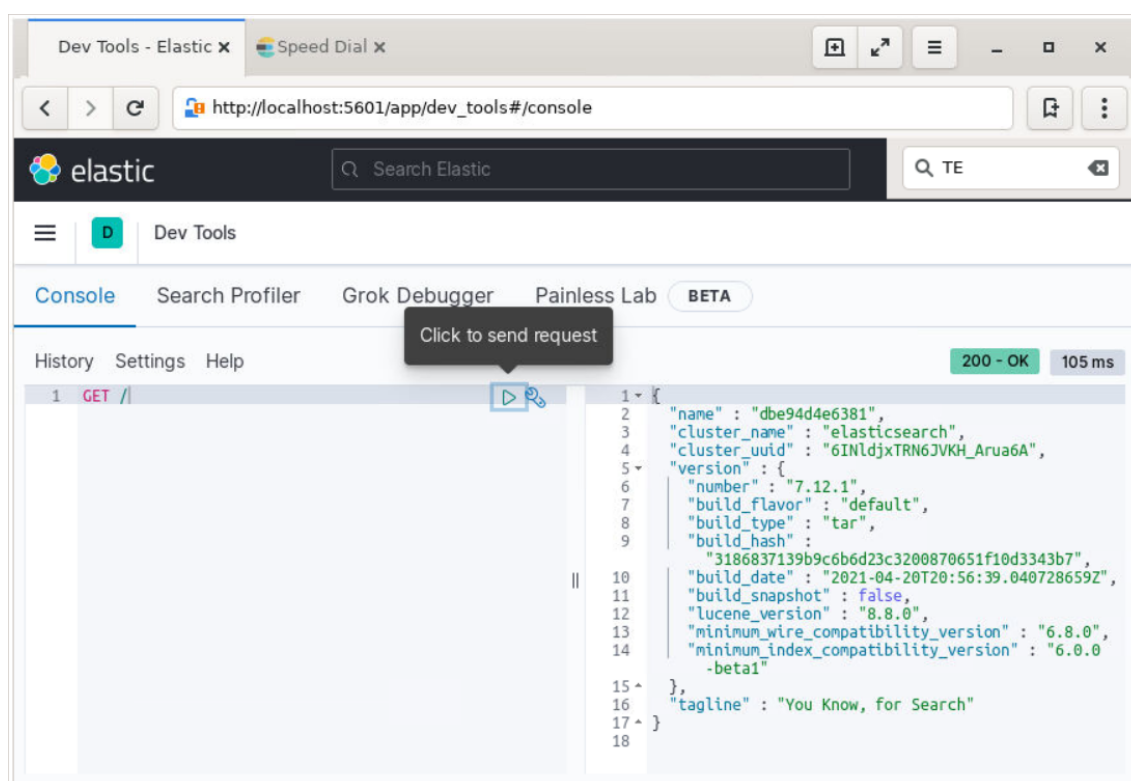 Dev Tools - Elastic × Speed Dial ×
http://localhost:5601/app/dev_tools#/console
elastic Search Elastic TE
D Dev Tools
Console Search Profiler Grok Debugger Painless Lab BETA
Click to send request
History Settings Help 200 - OK 105 ms
1 GET /
1 {
2 "name" : "dbe94d4e6381",
3 "cluster_name" : "elasticsearch",
4 "cluster_uuid" : "6INldjxTRN6JVKH_Arua6A",
5 "version" : {
6 "number" : "7.12.1",
7 "build_flavor" : "default",
8 "build_type" : "tar",
9 "build_hash" :
"3186837139b9c6b6d23c3200870651f10d3343b7",
10 "build_date" : "2021-04-20T20:56:39.040728659Z",
11 "build_snapshot" : false,
12 "lucene_version" : "8.8.0",
13 "minimum_wire_compatibility_version" : "6.8.0",
14 "minimum_index_compatibility_version" : "6.0.0
-beta1"
15 },
16 "tagline" : "You Know, for Search"
17 }
18